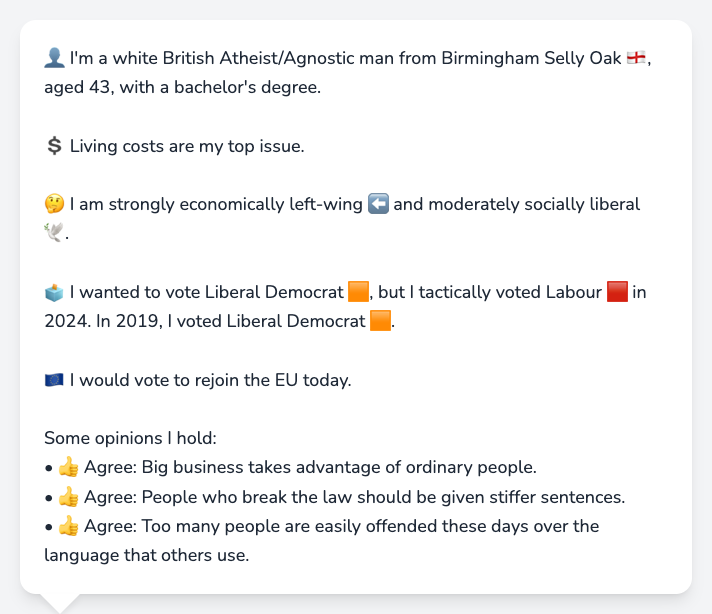 👤 I'm a white British Atheist/Agnostic man from Birmingham Selly Oak 🏴󠁧󠁢󠁥󠁮󠁧󠁿,
aged 43, with a bachelor's degree.
💲 Living costs are my top issue.
🤔 I am strongly economically left-wing ⬅️ and moderately socially liberal
🕊️.
🗳️ I wanted to vote Liberal Democrat 🟧, but I tactically voted Labour 🟥 in
2024. In 2019, I voted Liberal Democrat 🟧.
🇪🇺 I would vote to rejoin the EU today.
Some opinions I hold:
• 👍 Agree: Big business takes advantage of ordinary people.
• 👍 Agree: People who break the law should be given stiffer sentences.
• 👍 Agree: Too many people are easily offended these days over the
language that others use.